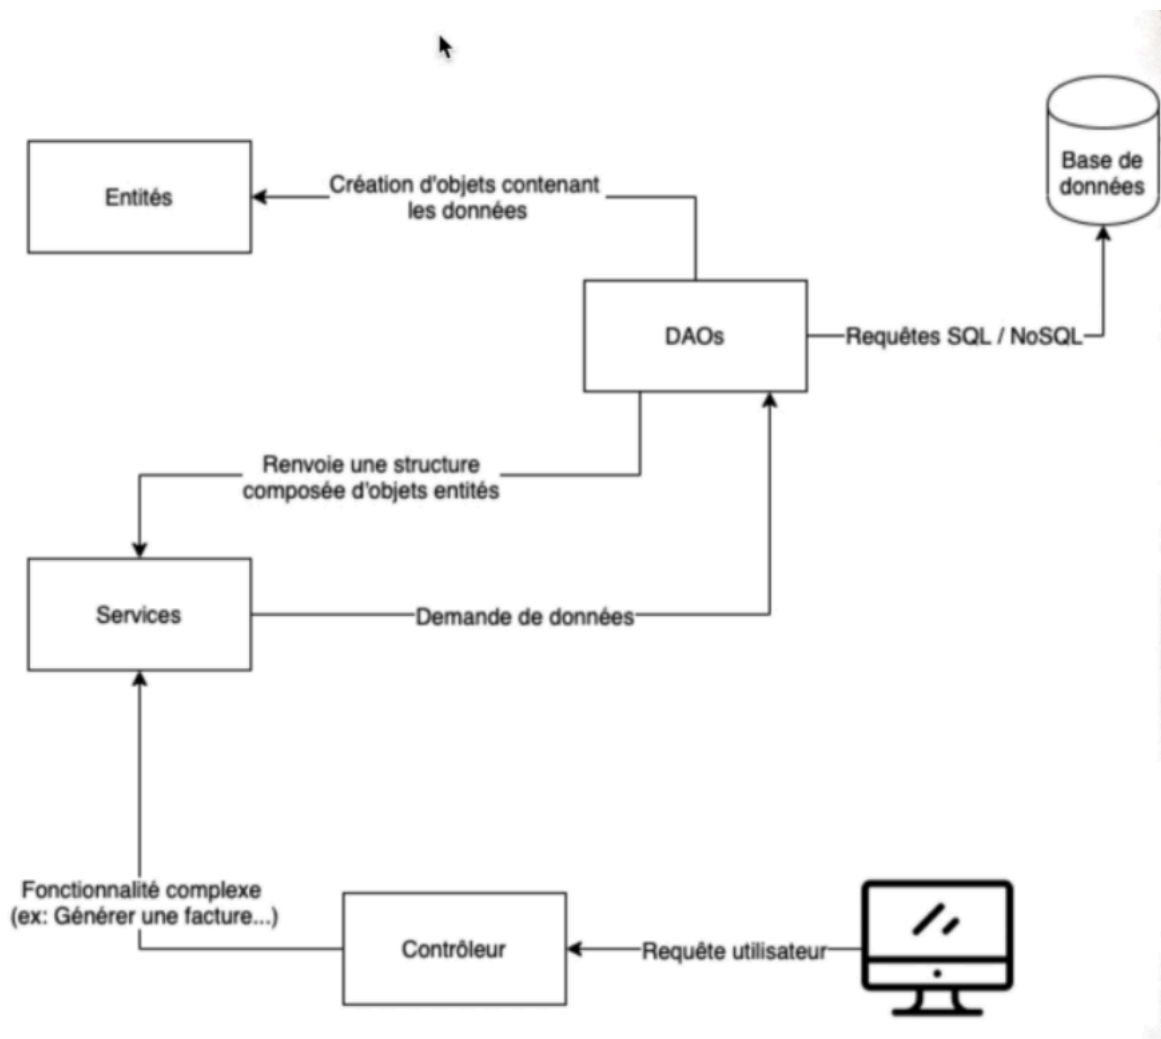 Base de
données
Entités
Création d'objets contenant
les données
DAOs
Requêtes SQL / NoSQL
Renvoie une structure
composée d'objets entités
Services
Demande de données
Fonctionnalité complexe
(ex: Générer une facture...)
Contrôleur
Requête utilisateur